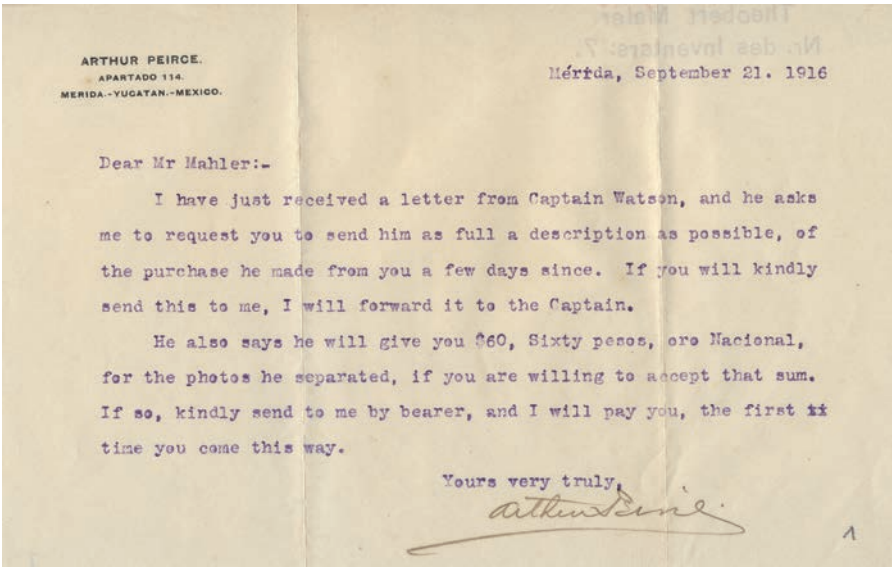 Theobert Maler.
Nr. des Inventars: 7.
ARTHUR PEIRCE.
APARTADO 114.
MERIDA.-YUCATAN.-MEXICO.
Mérida, September 21. 1916
Dear Mr Mahler:-
I have just received a letter from Captain Watson, and he asks
me to request you to send him as full a description as possible, of
the purchase he made from you a few days since. If you will kindly
send this to me, I will forward it to the Captain.
He also says he will give you $60, Sixty pesos, oro Nacional,
for the photos he separated, if you are willing to accept that sum.
If so, kindly send to me by bearer, and I will pay you, the first
time you come this way.
Yours very truly,
Arthur Peirce.
1